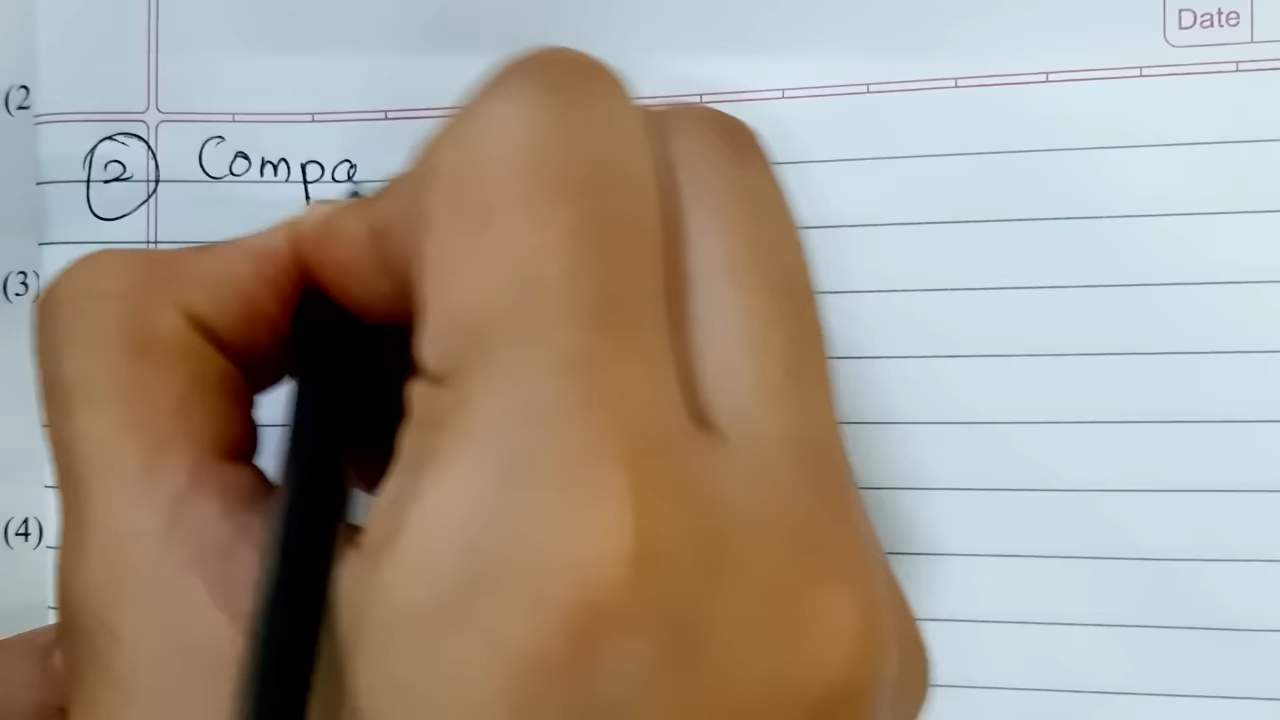 Date
(2
② Compa
(3)
(4)